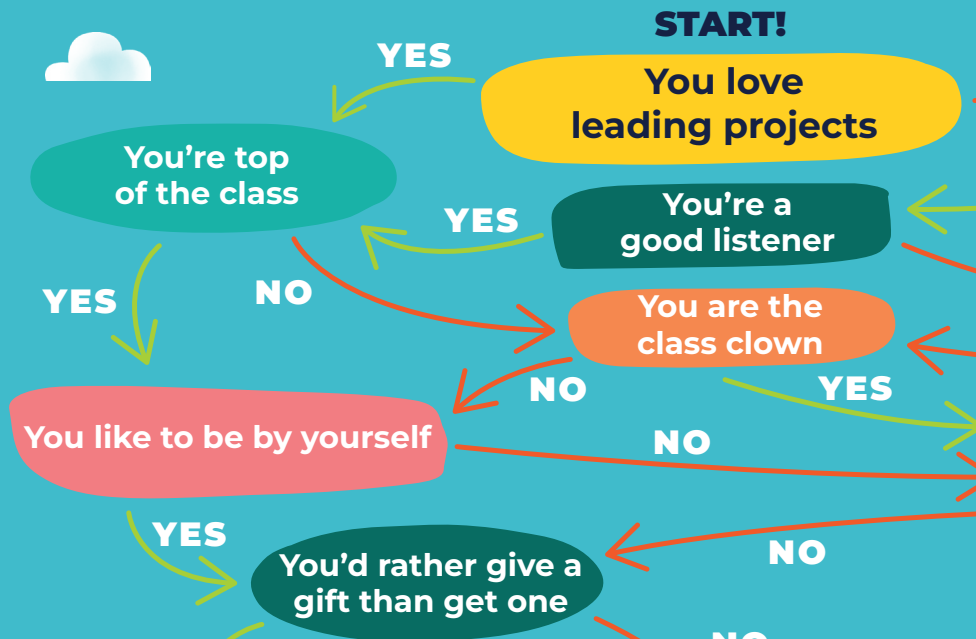 START!
YES
You love
leading projects
You're top
of the class
YES
You're a
good listener
YES
NO
You are the
class clown
NO
YES
You like to be by yourself
NO
YES
NO
You'd rather give a
gift than get one
NO